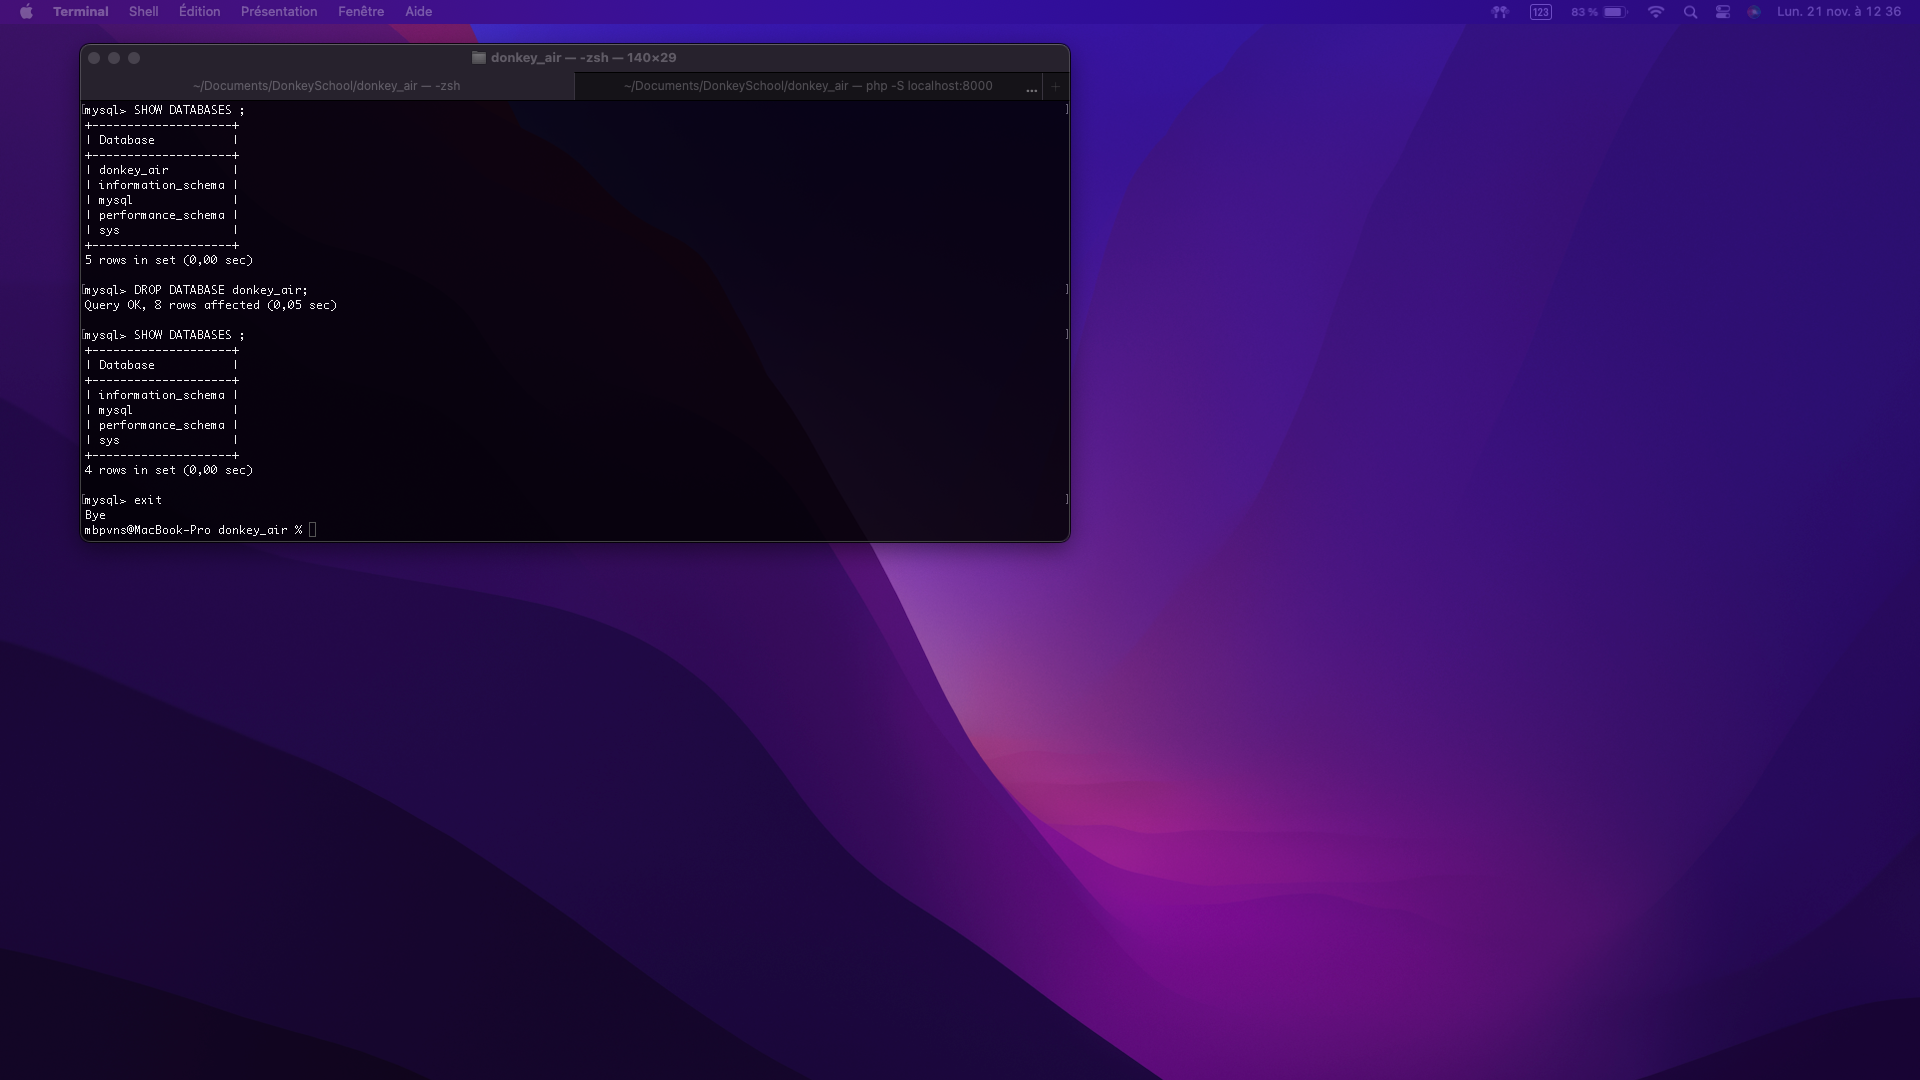 Terminal Shell Édition Présentation Fenêtre Aide 123 83 % Lun. 21 nov. à 12 36
donkey_air — -zsh — 140×29
~/Documents/DonkeySchool/donkey_air — -zsh ~/Documents/DonkeySchool/donkey_air — php -S localhost:8000 ... +
[mysql> SHOW DATABASES ; ]
+--------------------+
| Database           |
+--------------------+
| donkey_air         |
| information_schema |
| mysql              |
| performance_schema |
| sys                |
+--------------------+
5 rows in set (0,00 sec)
[mysql> DROP DATABASE donkey_air; ]
Query OK, 8 rows affected (0,05 sec)
[mysql> SHOW DATABASES ; ]
+--------------------+
| Database           |
+--------------------+
| information_schema |
| mysql              |
| performance_schema |
| sys                |
+--------------------+
4 rows in set (0,00 sec)
[mysql> exit ]
Bye
mbpvns@MacBook-Pro donkey_air %